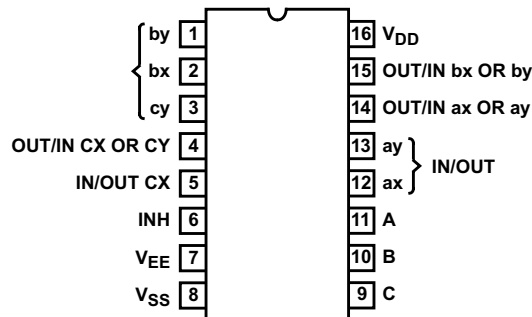 by 1
bx 2
cy 3
OUT/IN CX OR CY 4
IN/OUT CX 5
INH 6
VEE 7
VSS 8
16 VDD
15 OUT/IN bx OR by
14 OUT/IN ax OR ay
13 ay
12 ax
IN/OUT
11 A
10 B
9 C